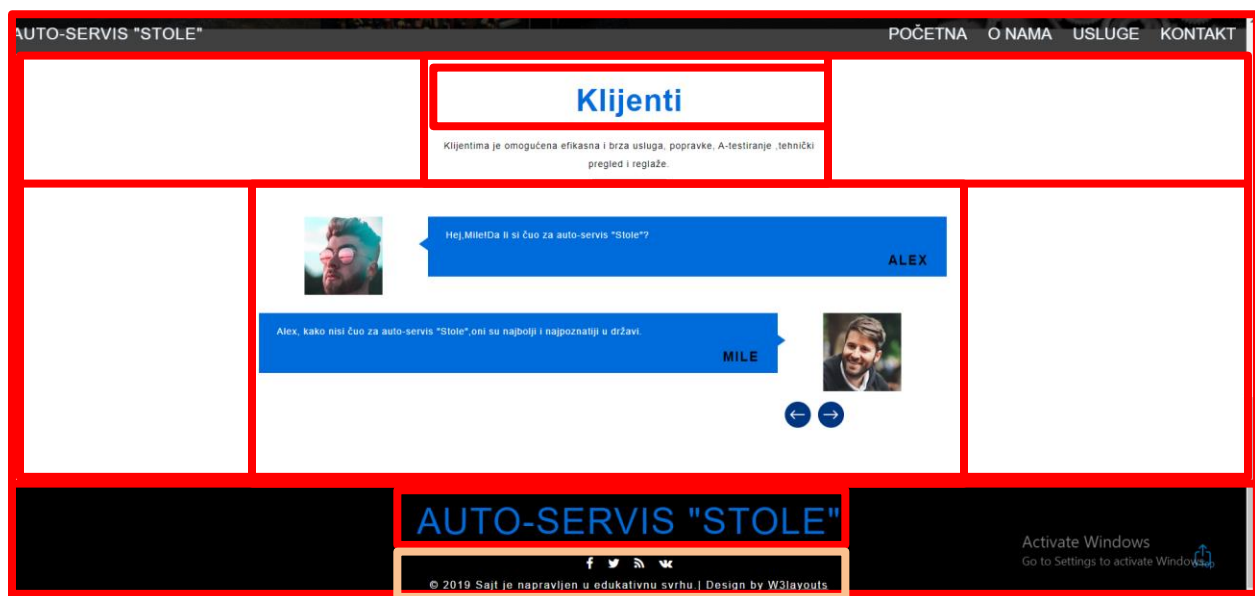 AUTO-SERVIS "STOLE"
POČETNA O NAMA USLUGE KONTAKT
Klijenti
Klijentima je omogućena efikasna i brza usluga, popravke, A-testiranje ,tehnički
pregled i reglaže.
Hej,Mile!Da li si čuo za auto-servis "Stole"?
ALEX
Alex, kako nisi čuo za auto-servis "Stole",oni su najbolji i najpoznatiji u državi.
MILE
AUTO-SERVIS "STOLE"
© 2019 Sajt je napravljen u edukativnu svrhu.| Design by W3layouts
Activate Windows
Go to Settings to activate Windows.